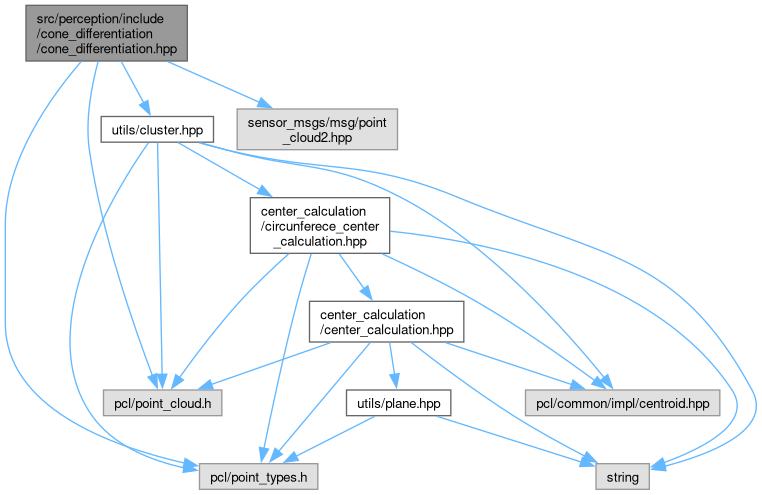 src/perception/include
/cone_differentiation
/cone_differentiation.hpp
utils/cluster.hpp
sensor_msgs/msg/point
_cloud2.hpp
center_calculation
/circunferece_center
_calculation.hpp
center_calculation
/center_calculation.hpp
pcl/point_cloud.h
utils/plane.hpp
pcl/common/impl/centroid.hpp
pcl/point_types.h
string